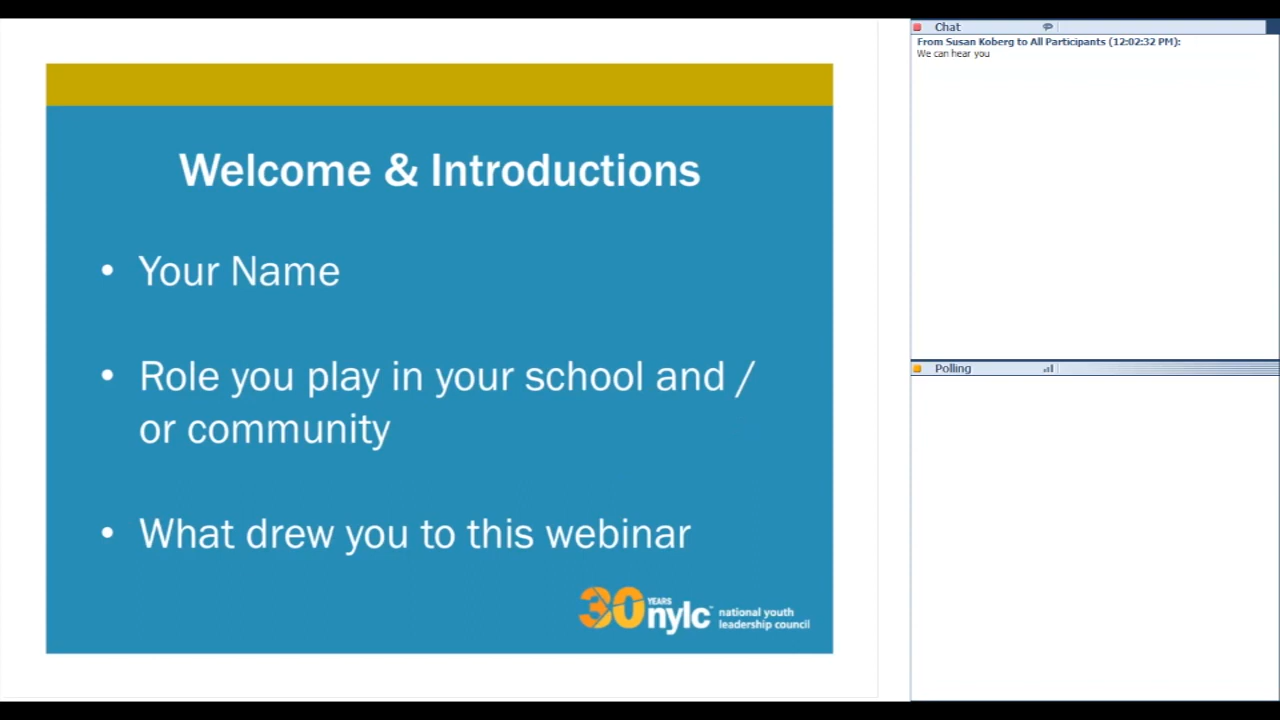 Welcome & Introductions
• Your Name
• Role you play in your school and /
or community
• What drew you to this webinar
30 YEARS nylc™ national youth
leadership council
Chat
From Susan Koberg to All Participants (12:02:32 PM):
We can hear you
Polling